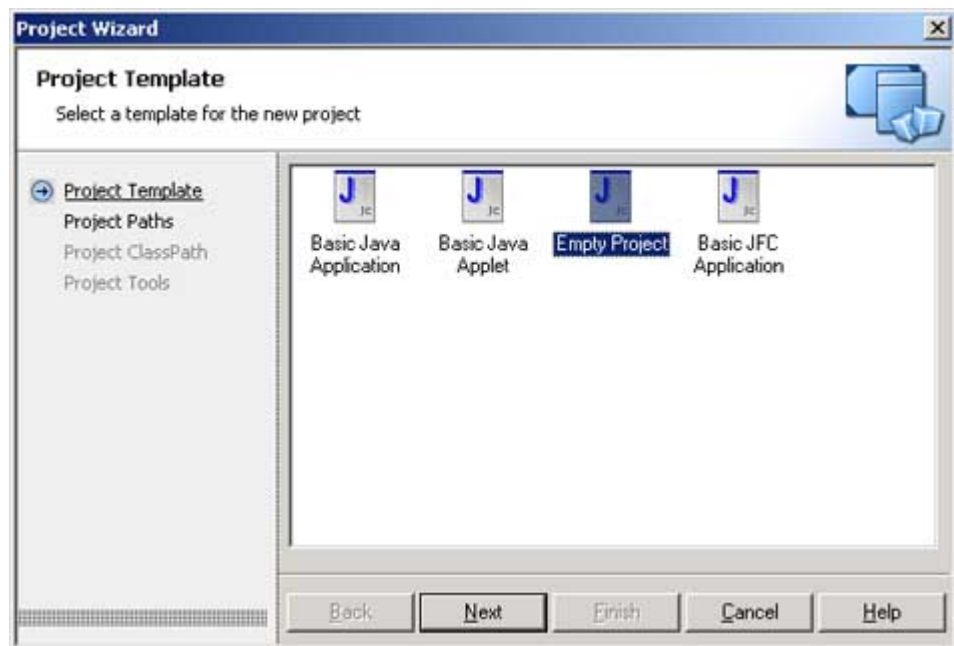 Project Wizard
Project Template
Select a template for the new project
Project Template
Project Paths
Project ClassPath
Project Tools
Basic Java
Application
Basic Java
Applet
Empty Project
Basic JFC
Application
Back
Next
Finish
Cancel
Help